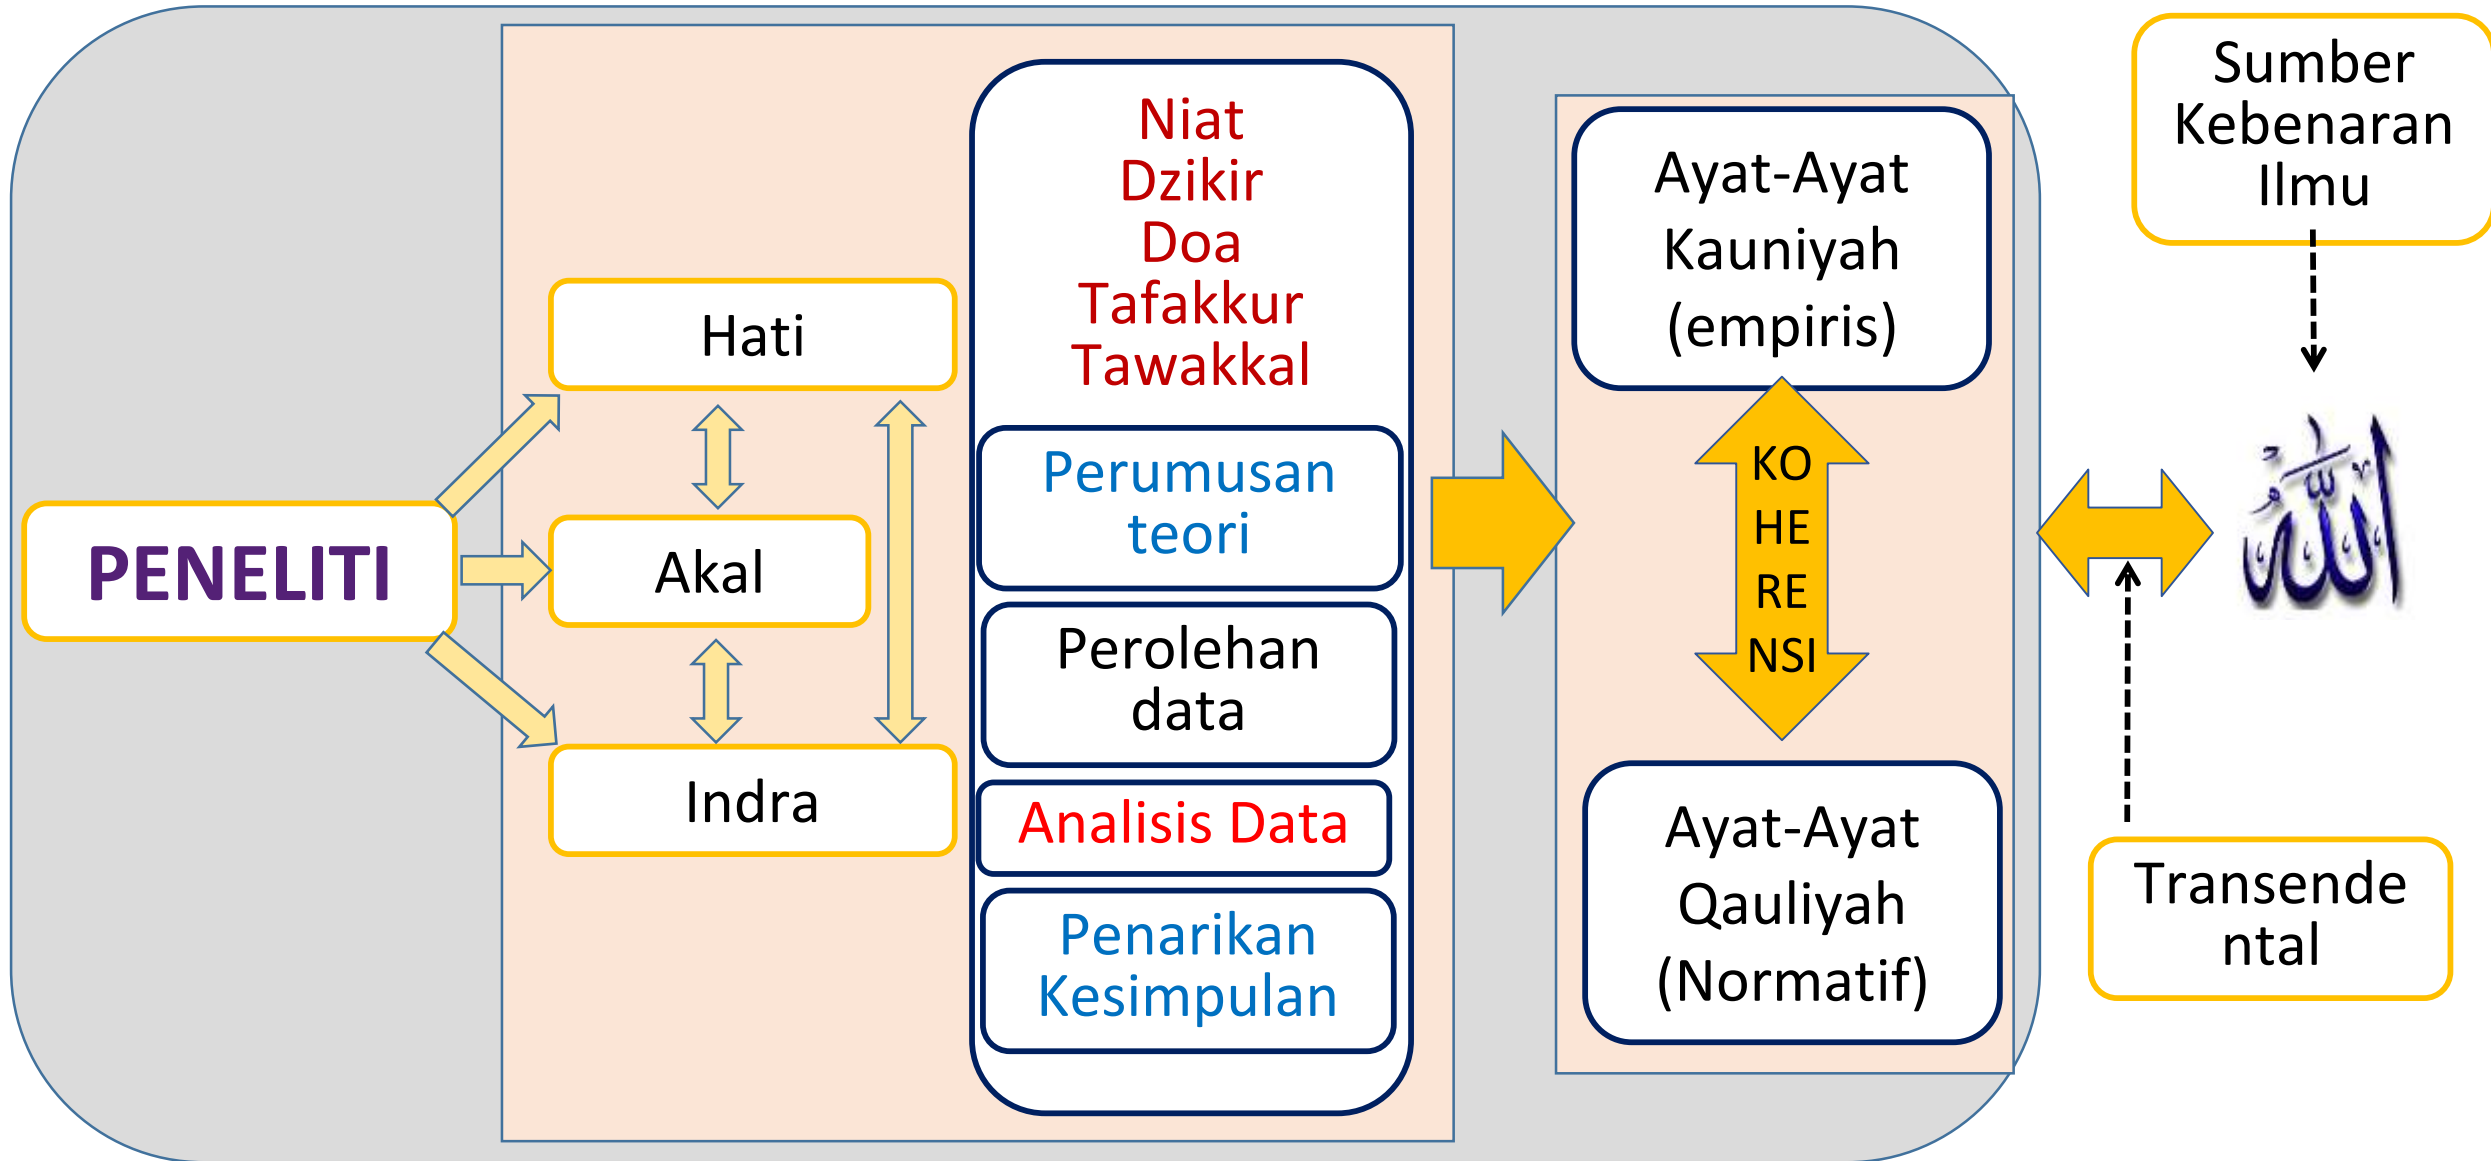 PENELITI
Hati
Akal
Indra
Niat
Dzikir
Doa
Tafakkur
Tawakkal
Perumusan
teori
Perolehan
data
Analisis Data
Penarikan
Kesimpulan
Ayat-Ayat
Kauniyah
(empiris)
KO
HE
RE
NSI
Ayat-Ayat
Qauliyah
(Normatif)
Sumber
Kebenaran
Ilmu
الله
Transende
ntal